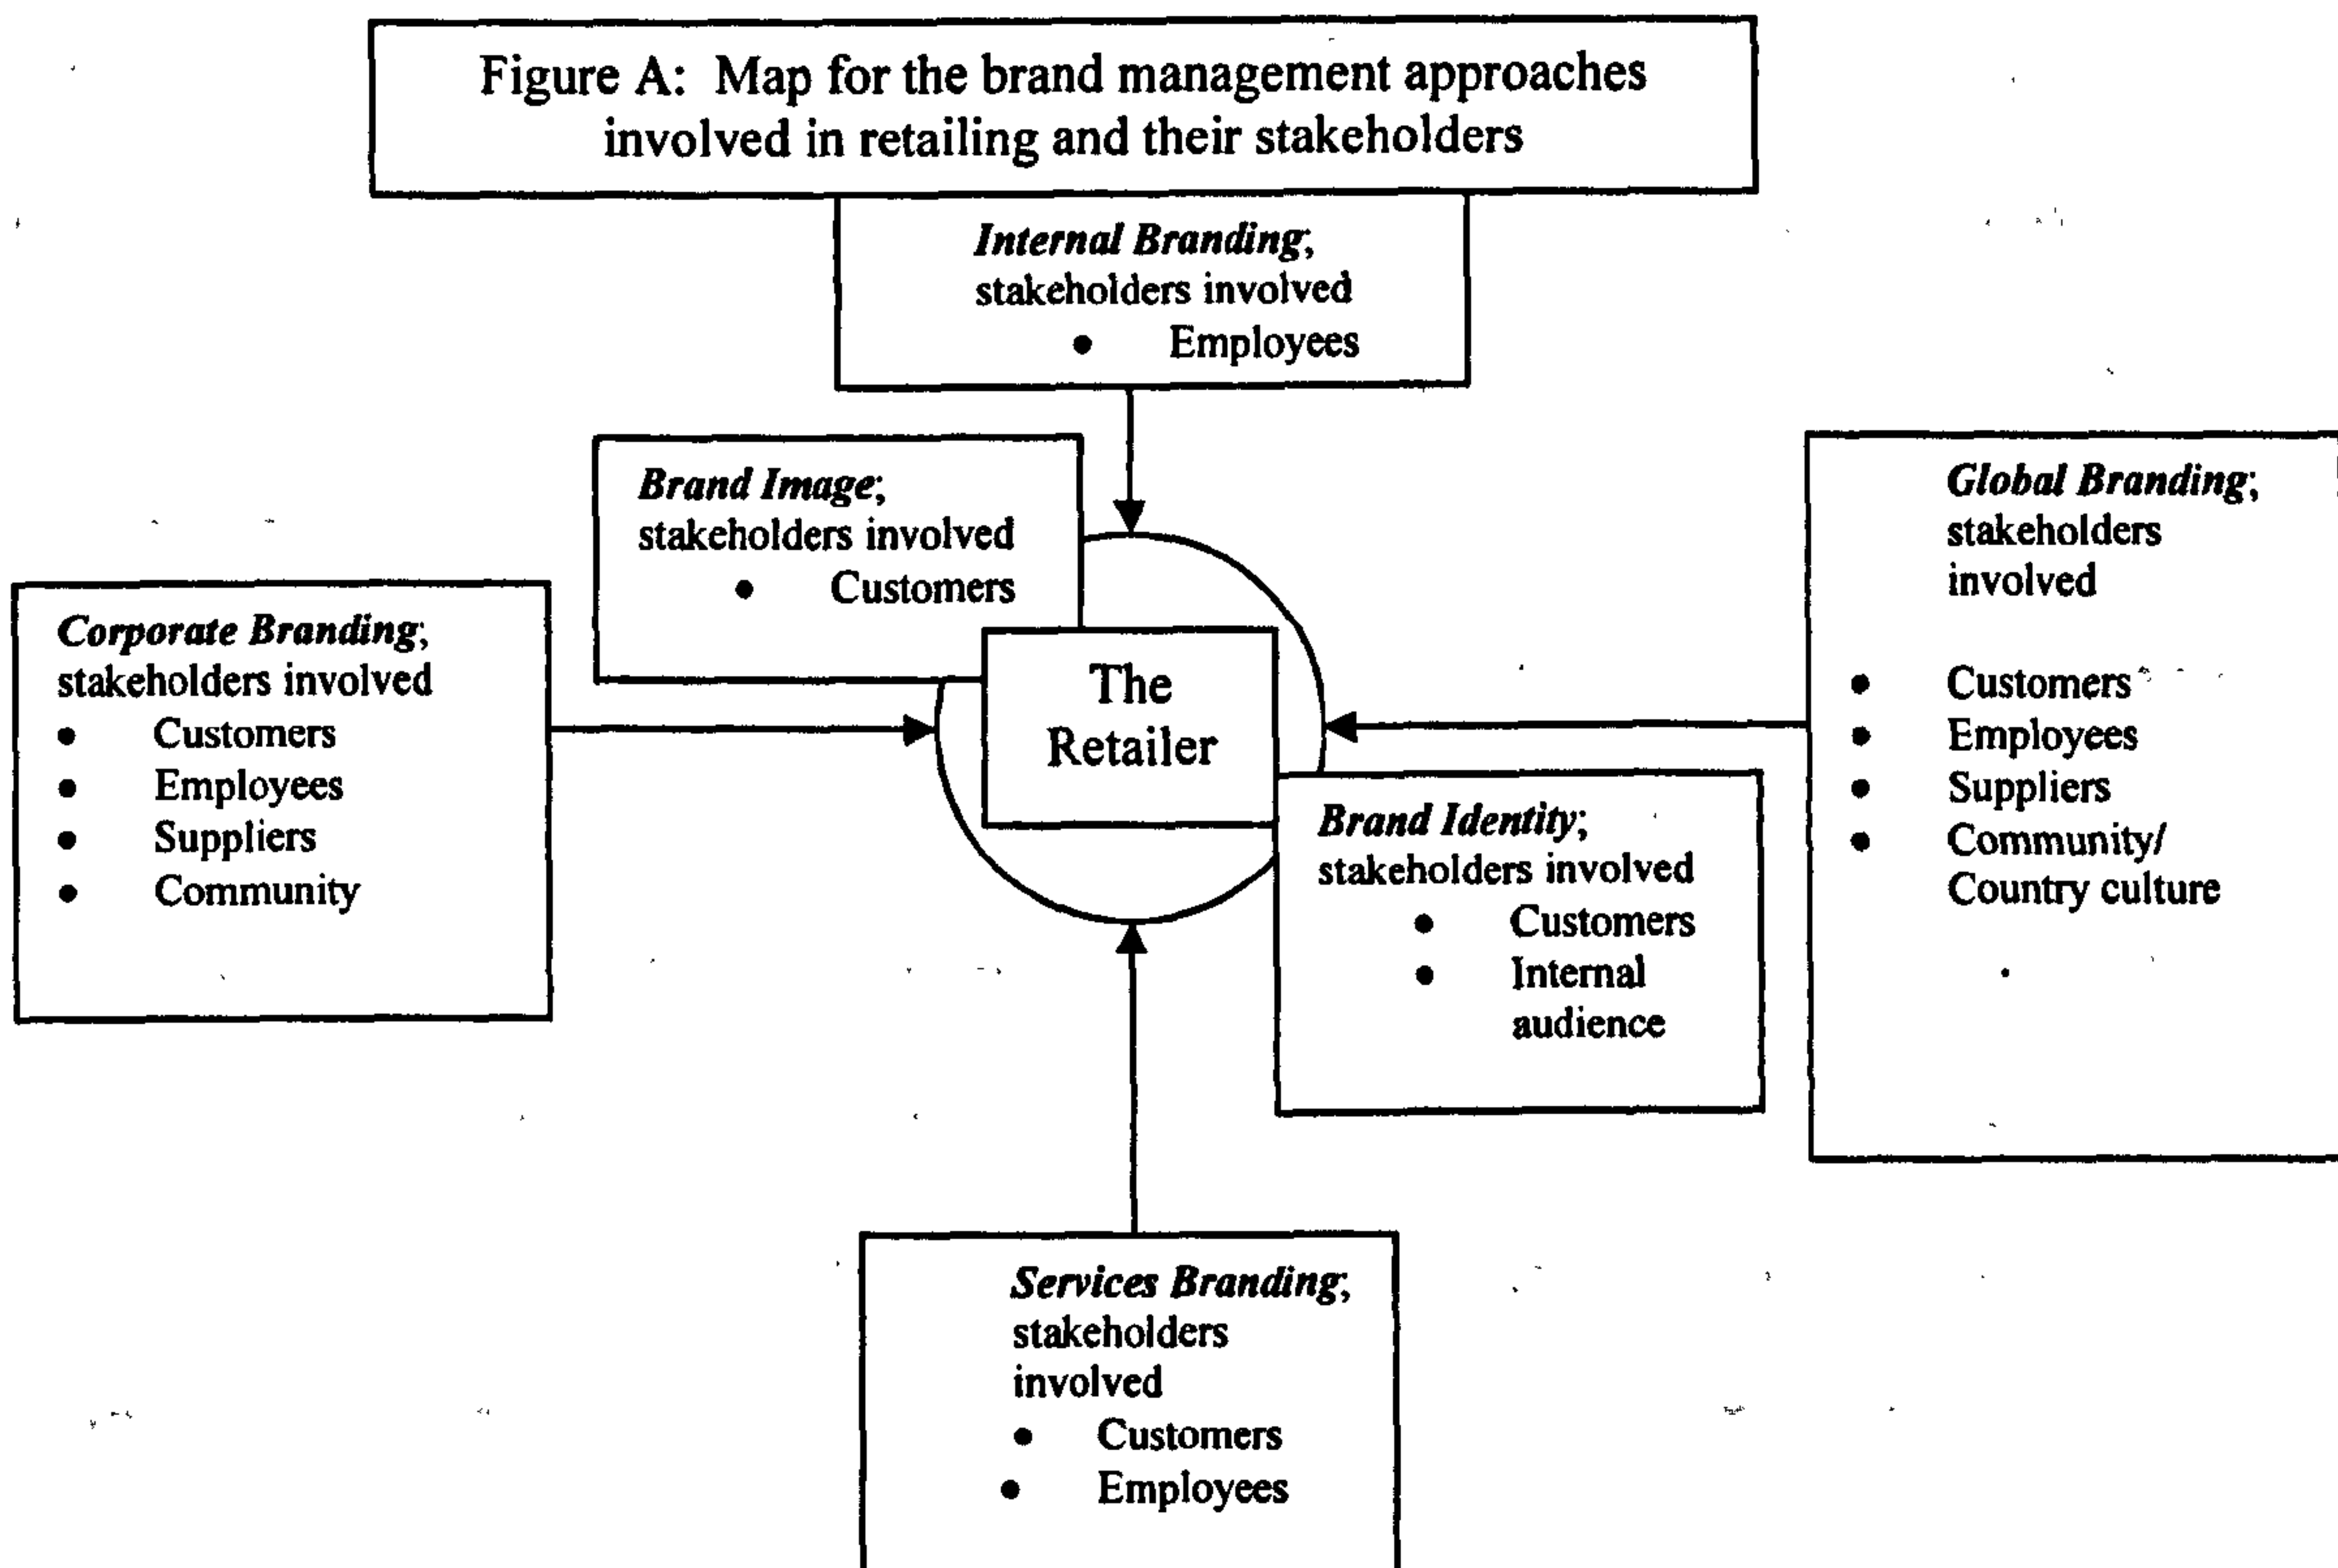 Figure A: Map for the brand management approaches
involved in retailing and their stakeholders
Internal Branding;
stakeholders involved
• Employees
Brand Image;
stakeholders involved
• Customers
Global Branding;
stakeholders
involved
• Customers
• Employees
• Suppliers
• Community/
Country culture
Corporate Branding;
stakeholders involved
• Customers
• Employees
• Suppliers
• Community
The
Retailer
Brand Identity;
stakeholders involved
• Customers
• Internal
audience
Services Branding;
stakeholders
involved
• Customers
• Employees